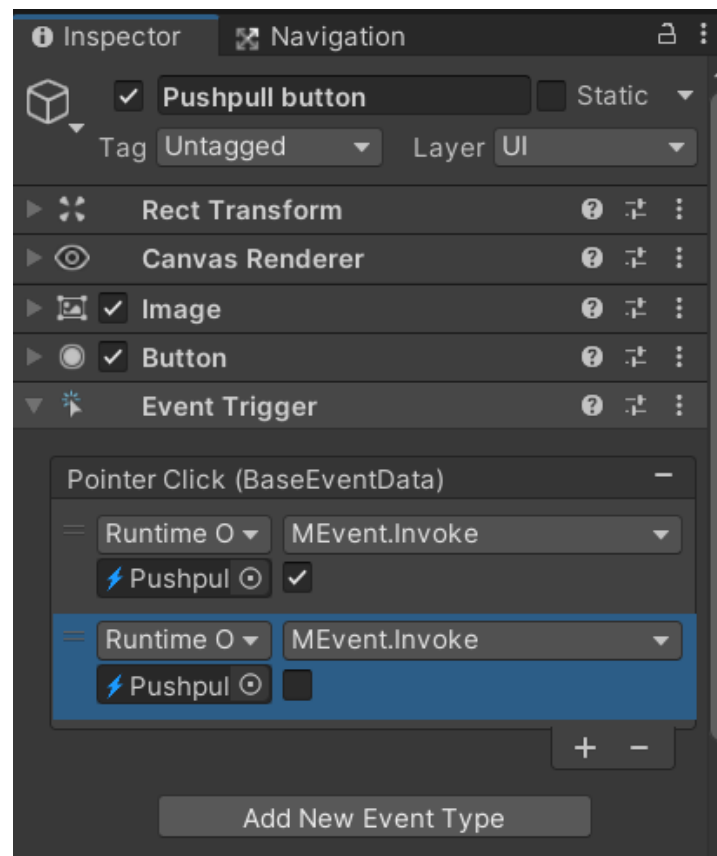 Inspector Navigation
Pushpull button Static
Tag Untagged Layer UI
Rect Transform
Canvas Renderer
Image
Button
Event Trigger
Pointer Click (BaseEventData)
Runtime O MEvent.Invoke
Pushpul
Runtime O MEvent.Invoke
Pushpul
Add New Event Type